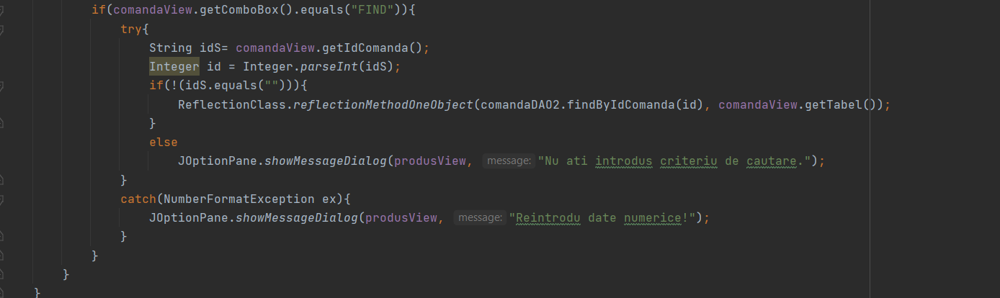 if(comandaView.getComboBox().equals("FIND")){
try{
String idS= comandaView.getIdComanda();
Integer id = Integer.parseInt(idS);
if(!(idS.equals(""))){
ReflectionClass.reflectionMethodOneObject(comandaDAO2.findByIdComanda(id), comandaView.getTabel());
}
else
JOptionPane.showMessageDialog(produsView, message: "Nu ati introdus criteriu de cautare.");
}
catch(NumberFormatException ex){
JOptionPane.showMessageDialog(produsView, message: "Reintrodu date numerice!");
}
}
}
}